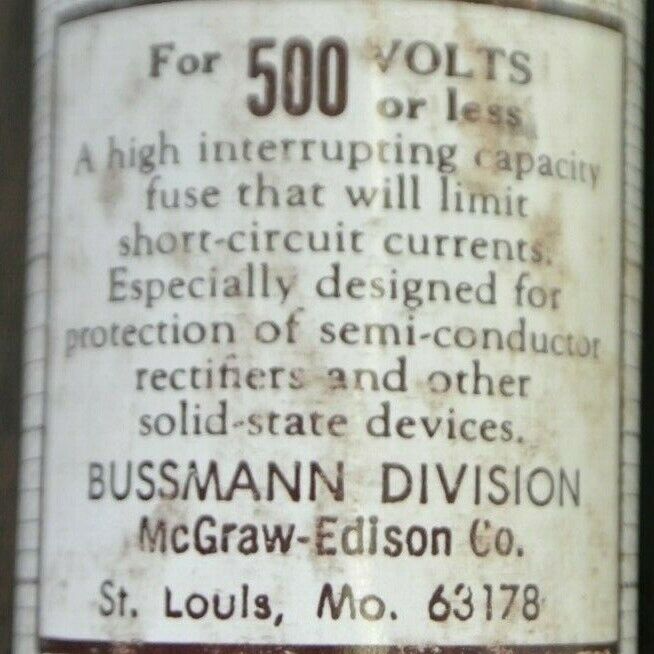 For 500 VOLTS
or less
A high interrupting capacity
fuse that will limit
short-circuit currents.
Especially designed for
protection of semi-conductor
rectifiers and other
solid-state devices.
BUSSMANN DIVISION
McGraw-Edison Co.
St. Louis, Mo. 63178